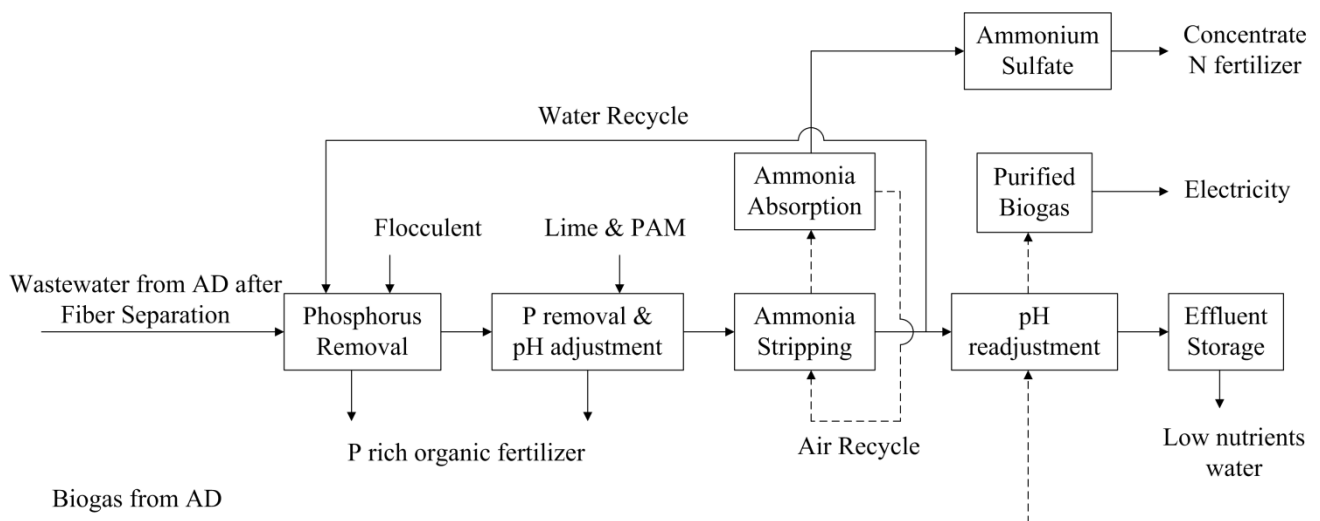 Ammonium
Sulfate
Concentrate
N fertilizer
Water Recycle
Ammonia
Absorption
Purified
Biogas
Electricity
Flocculent
Lime & PAM
Wastewater from AD after
Fiber Separation
Phosphorus
Removal
P removal &
pH adjustment
Ammonia
Stripping
pH
readjustment
Effluent
Storage
P rich organic fertilizer
Air Recycle
Low nutrients
water
Biogas from AD